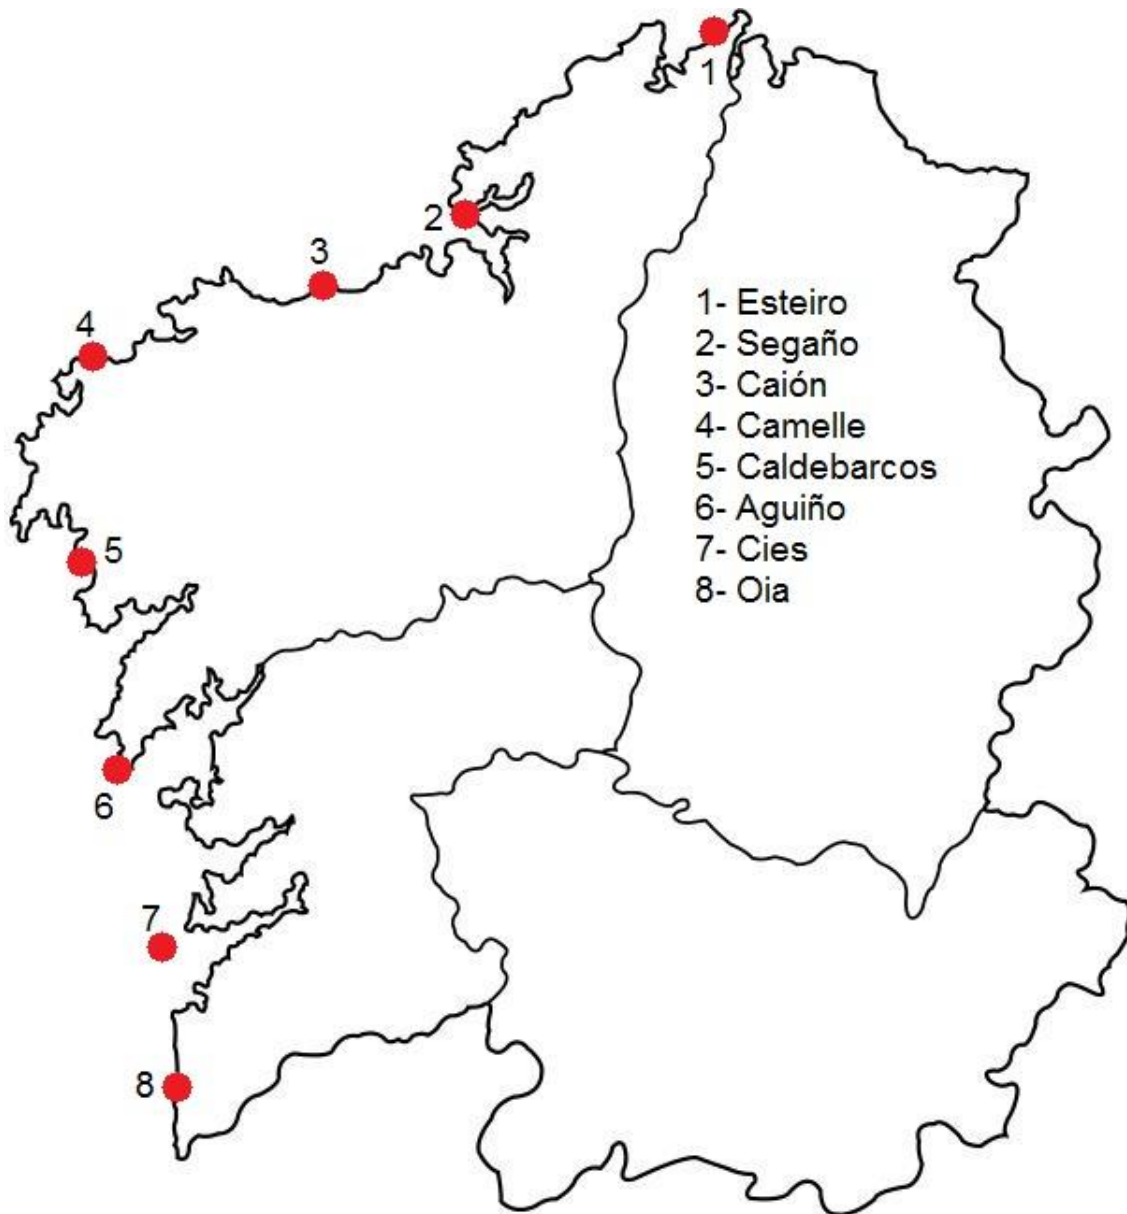 1
2
3
4
5
6
7
8
1- Esteiro
2- Segaño
3- Caión
4- Camelle
5- Caldebarcos
6- Aguiño
7- Cies
8- Oia